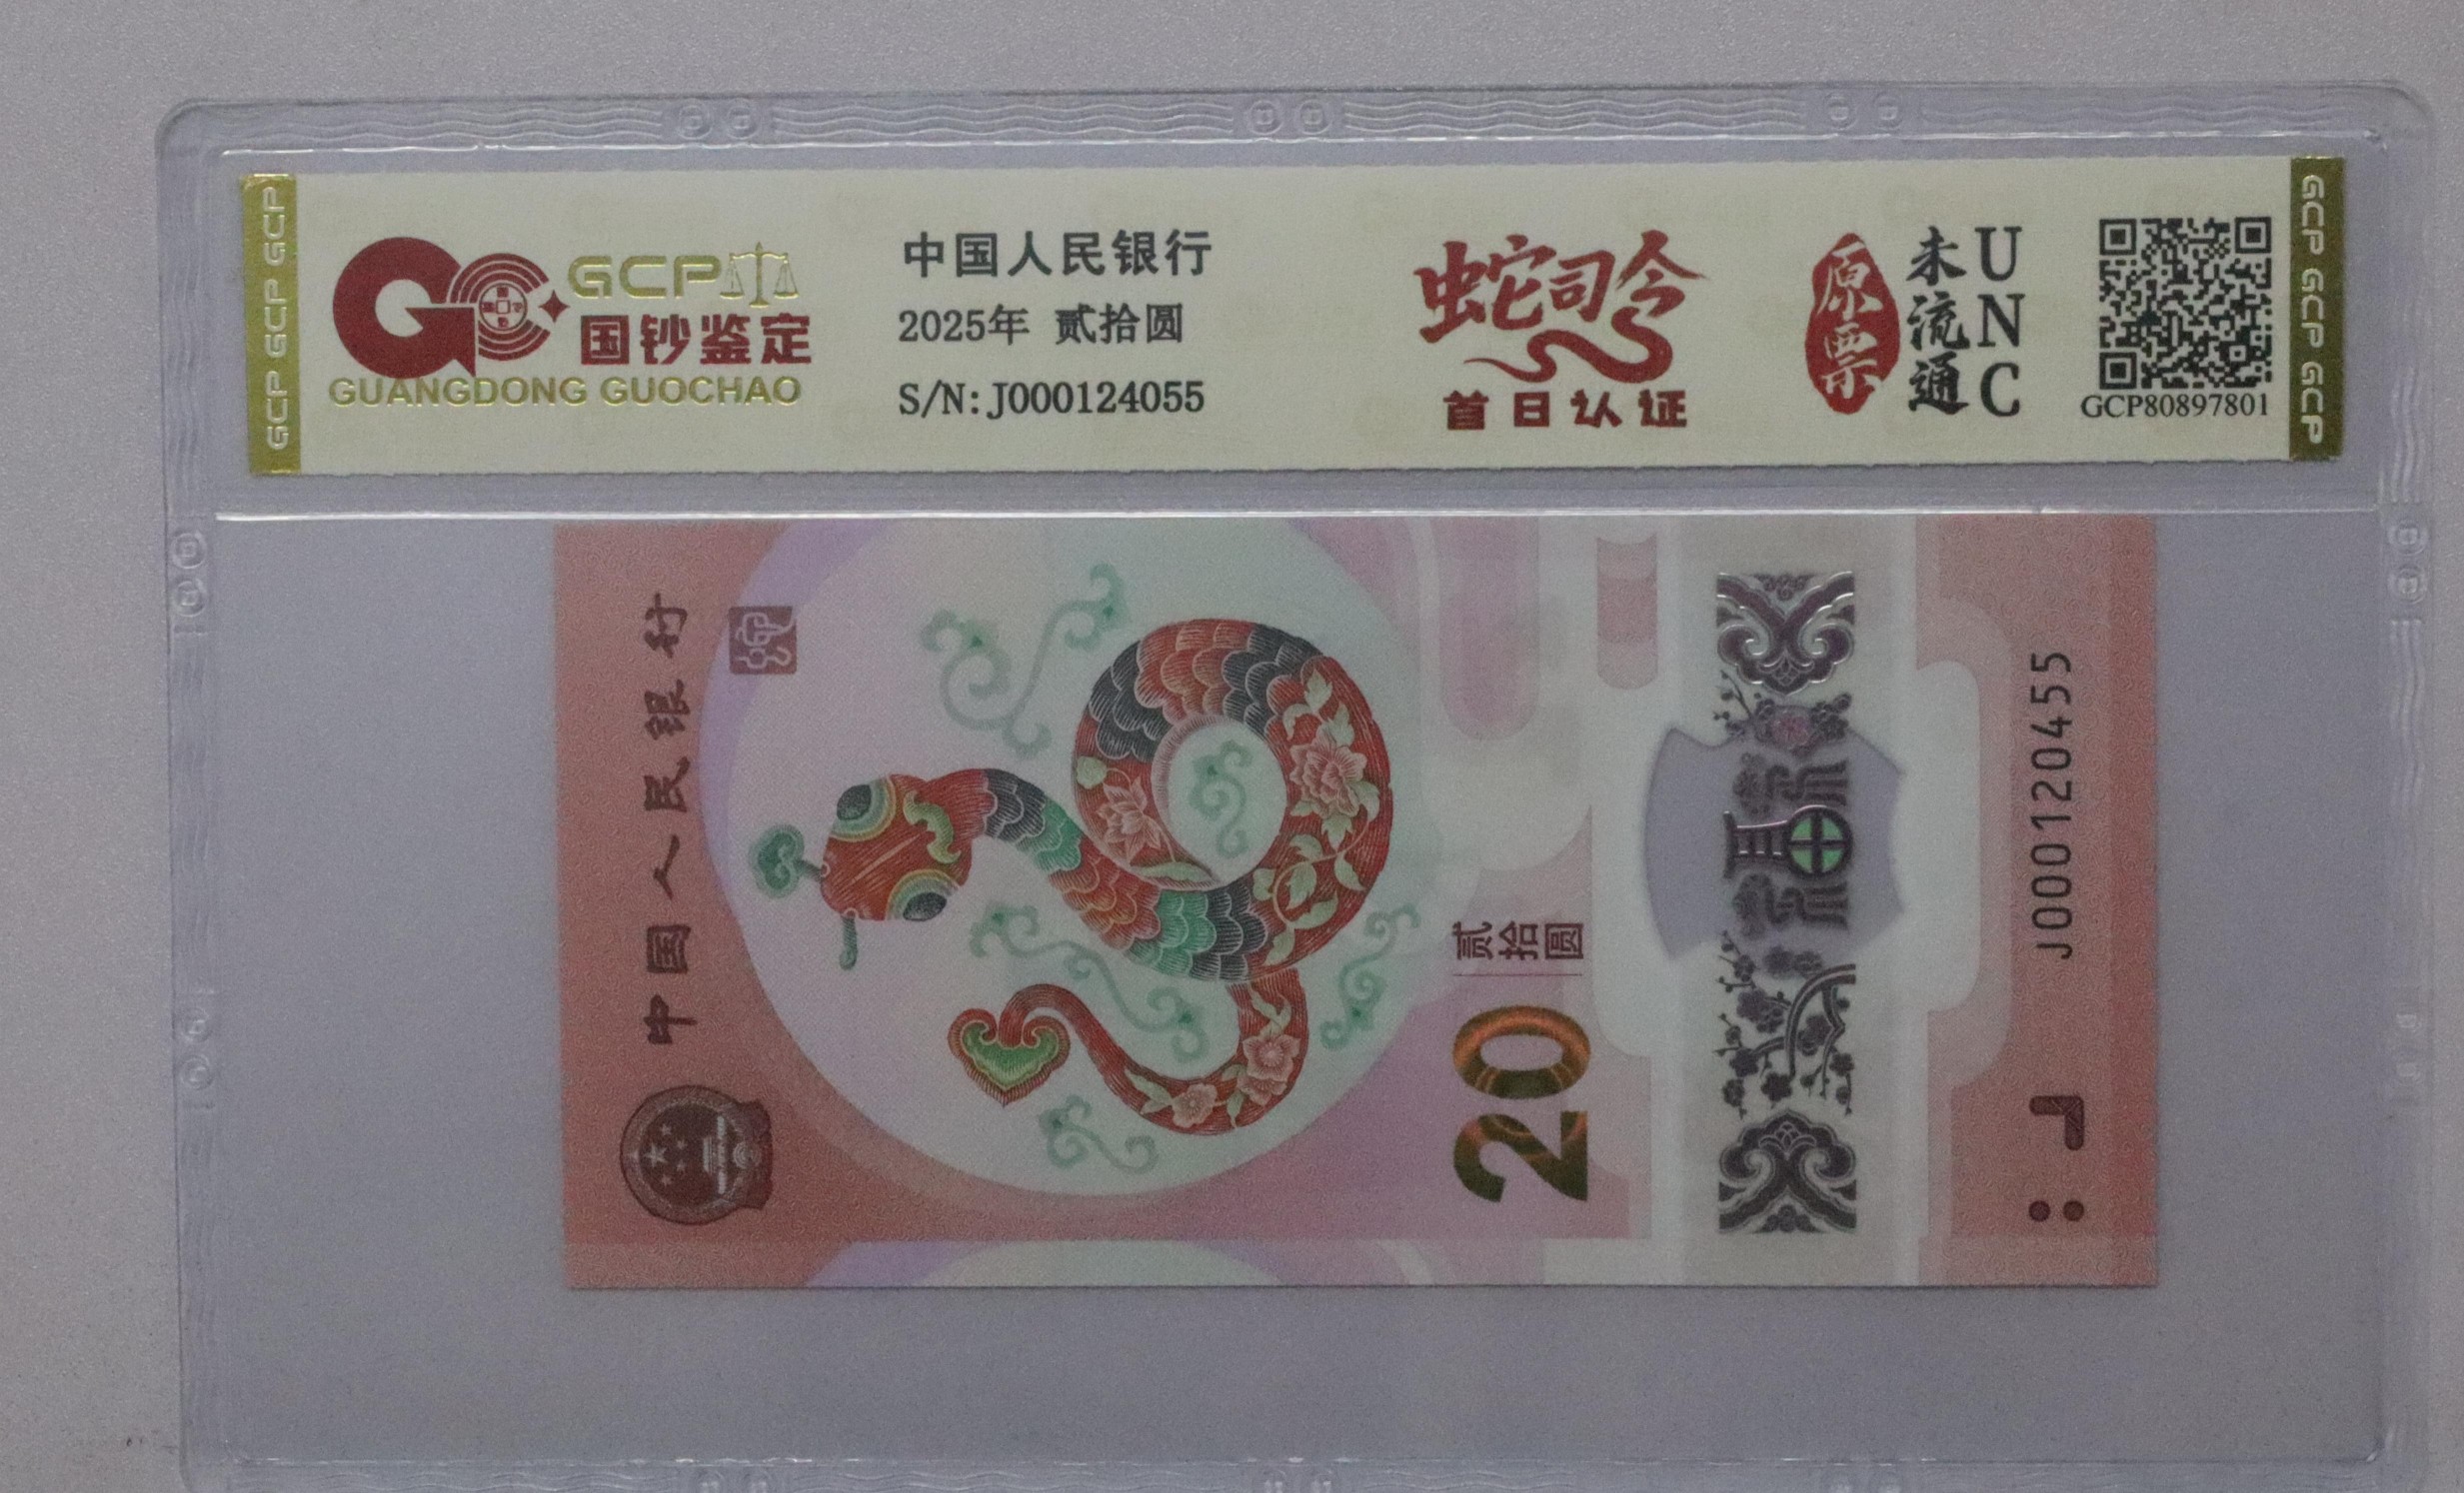 GCP GCP GCP
GCP
国钞鉴定
GUANGDONG GUOCHAO
中国人民银行
2025年 贰拾圆
S/N:J000124055
蛇司令
首日认证
原票
未流通
UNC
GCP80897801
GCP GCP GCP
中国人民银行
20
贰拾圆
福
J000120455